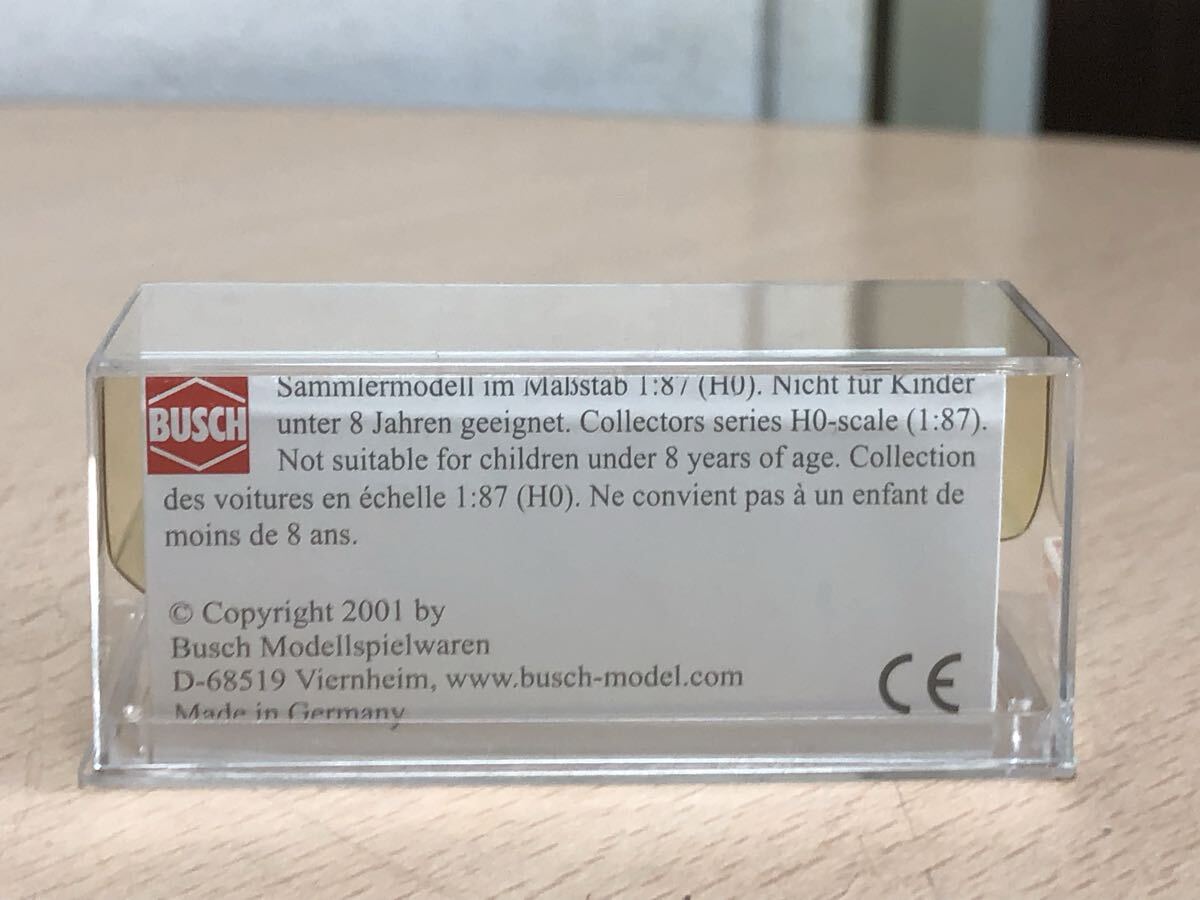 BUSCH
Sammlermodell im Maßstab 1:87 (H0). Nicht für Kinder
unter 8 Jahren geeignet. Collectors series H0-scale (1:87).
Not suitable for children under 8 years of age. Collection
des voitures en échelle 1:87 (H0). Ne convient pas à un enfant de
moins de 8 ans.
© Copyright 2001 by
Busch Modellspielwaren
D-68519 Viernheim, www.busch-model.com
Made in Germany
CE